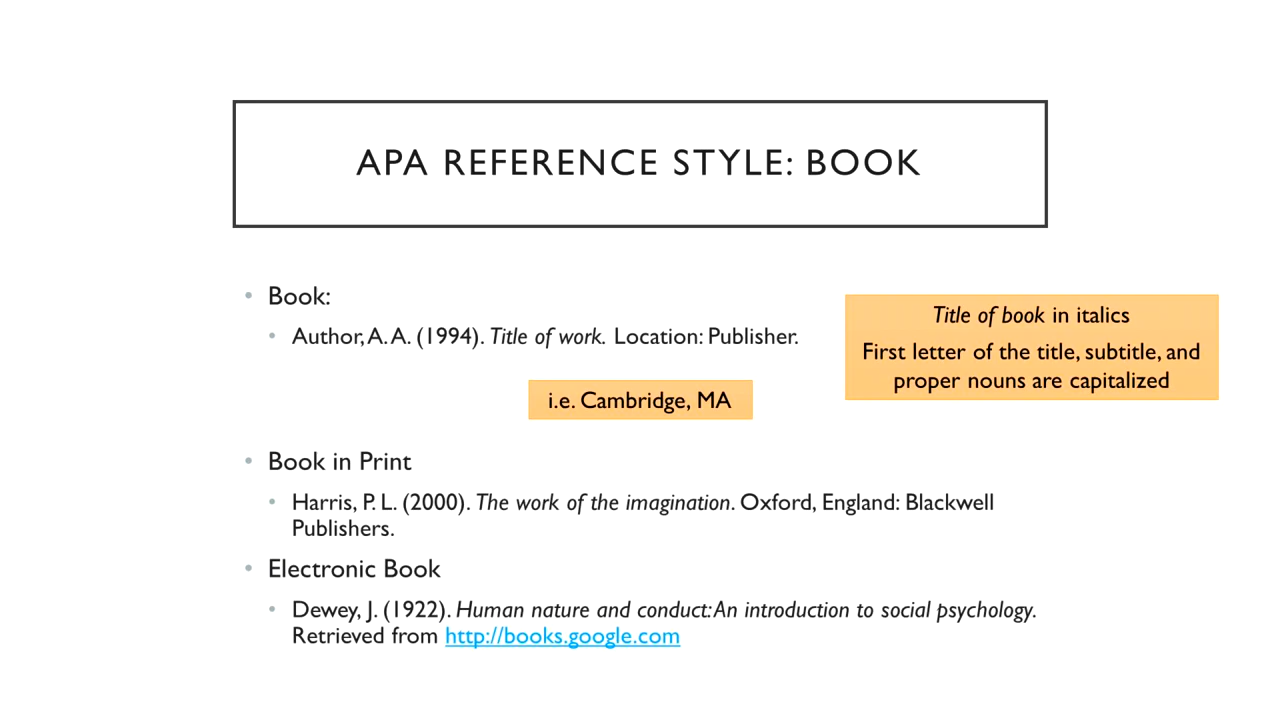 APA REFERENCE STYLE: BOOK
• Book:
• Author, A. A. (1994). Title of work. Location: Publisher.
Title of book in italics
First letter of the title, subtitle, and
proper nouns are capitalized
i.e. Cambridge, MA
• Book in Print
• Harris, P. L. (2000). The work of the imagination. Oxford, England: Blackwell
Publishers.
• Electronic Book
• Dewey, J. (1922). Human nature and conduct: An introduction to social psychology.
Retrieved from http://books.google.com